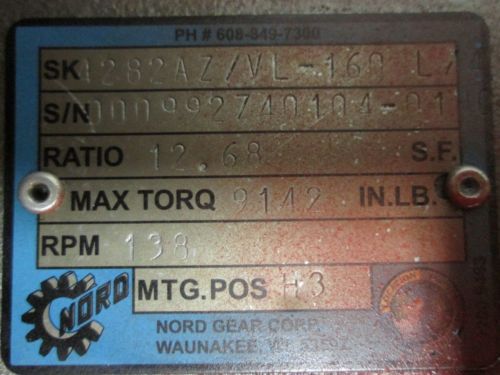 PH # 608-849-7300
SK 1282AZ/VL-160 L/
S/N 000992740104-01
RATIO 12.68 S.F.
MAX TORQ 9142 IN.LB.
RPM 138
NORD
MTG.POS H3
NORD GEAR CORP.
WAUNAKEE, WI